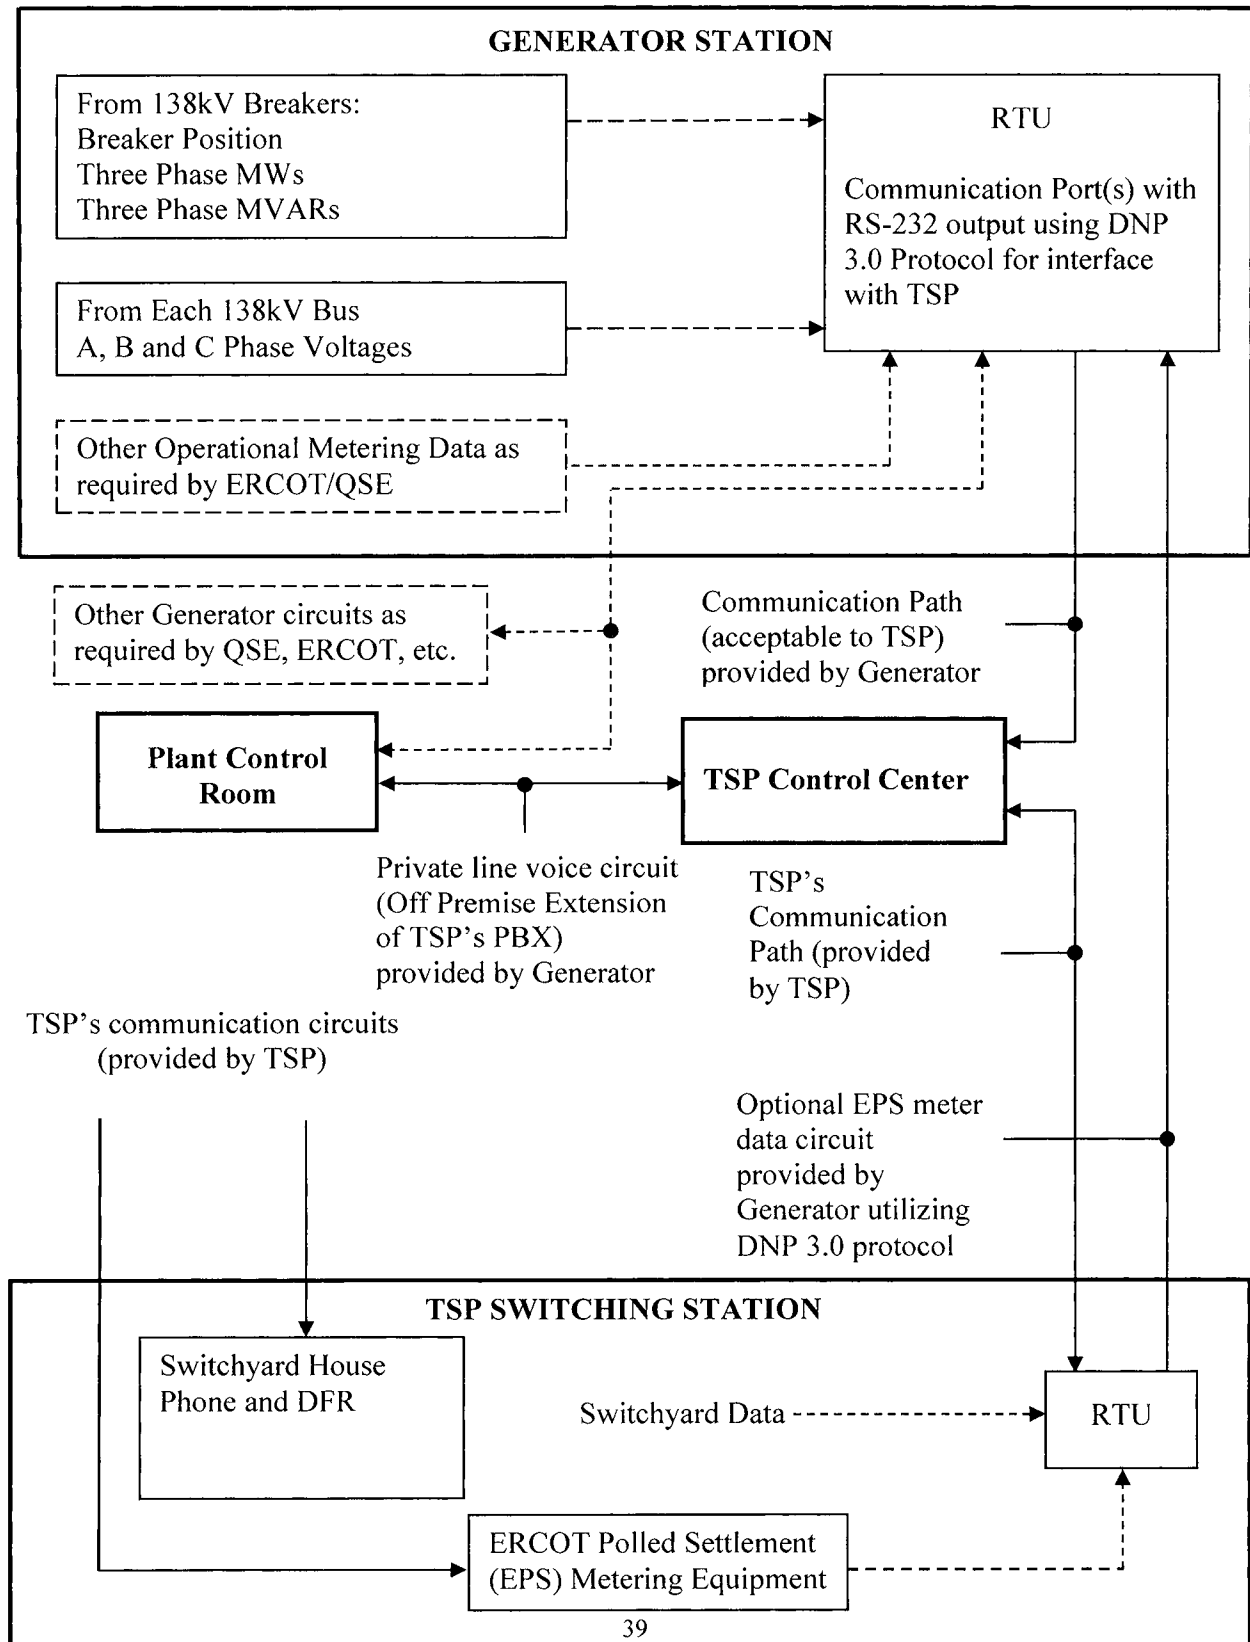 GENERATOR STATION
From 138kV Breakers:
Breaker Position
Three Phase MWs
Three Phase MVARs
RTU
Communication Port(s) with
RS-232 output using DNP
3.0 Protocol for interface
with TSP
From Each 138kV Bus
A, B and C Phase Voltages
Other Operational Metering Data as
required by ERCOT/QSE
Other Generator circuits as
required by QSE, ERCOT, etc.
Communication Path
(acceptable to TSP)
provided by Generator
Plant Control
Room
TSP Control Center
Private line voice circuit
(Off Premise Extension
of TSP's PBX)
provided by Generator
TSP's
Communication
Path (provided
by TSP)
TSP's communication circuits
(provided by TSP)
Optional EPS meter
data circuit
provided by
Generator utilizing
DNP 3.0 protocol
TSP SWITCHING STATION
Switchyard House
Phone and DFR
Switchyard Data
RTU
ERCOT Polled Settlement
(EPS) Metering Equipment
39